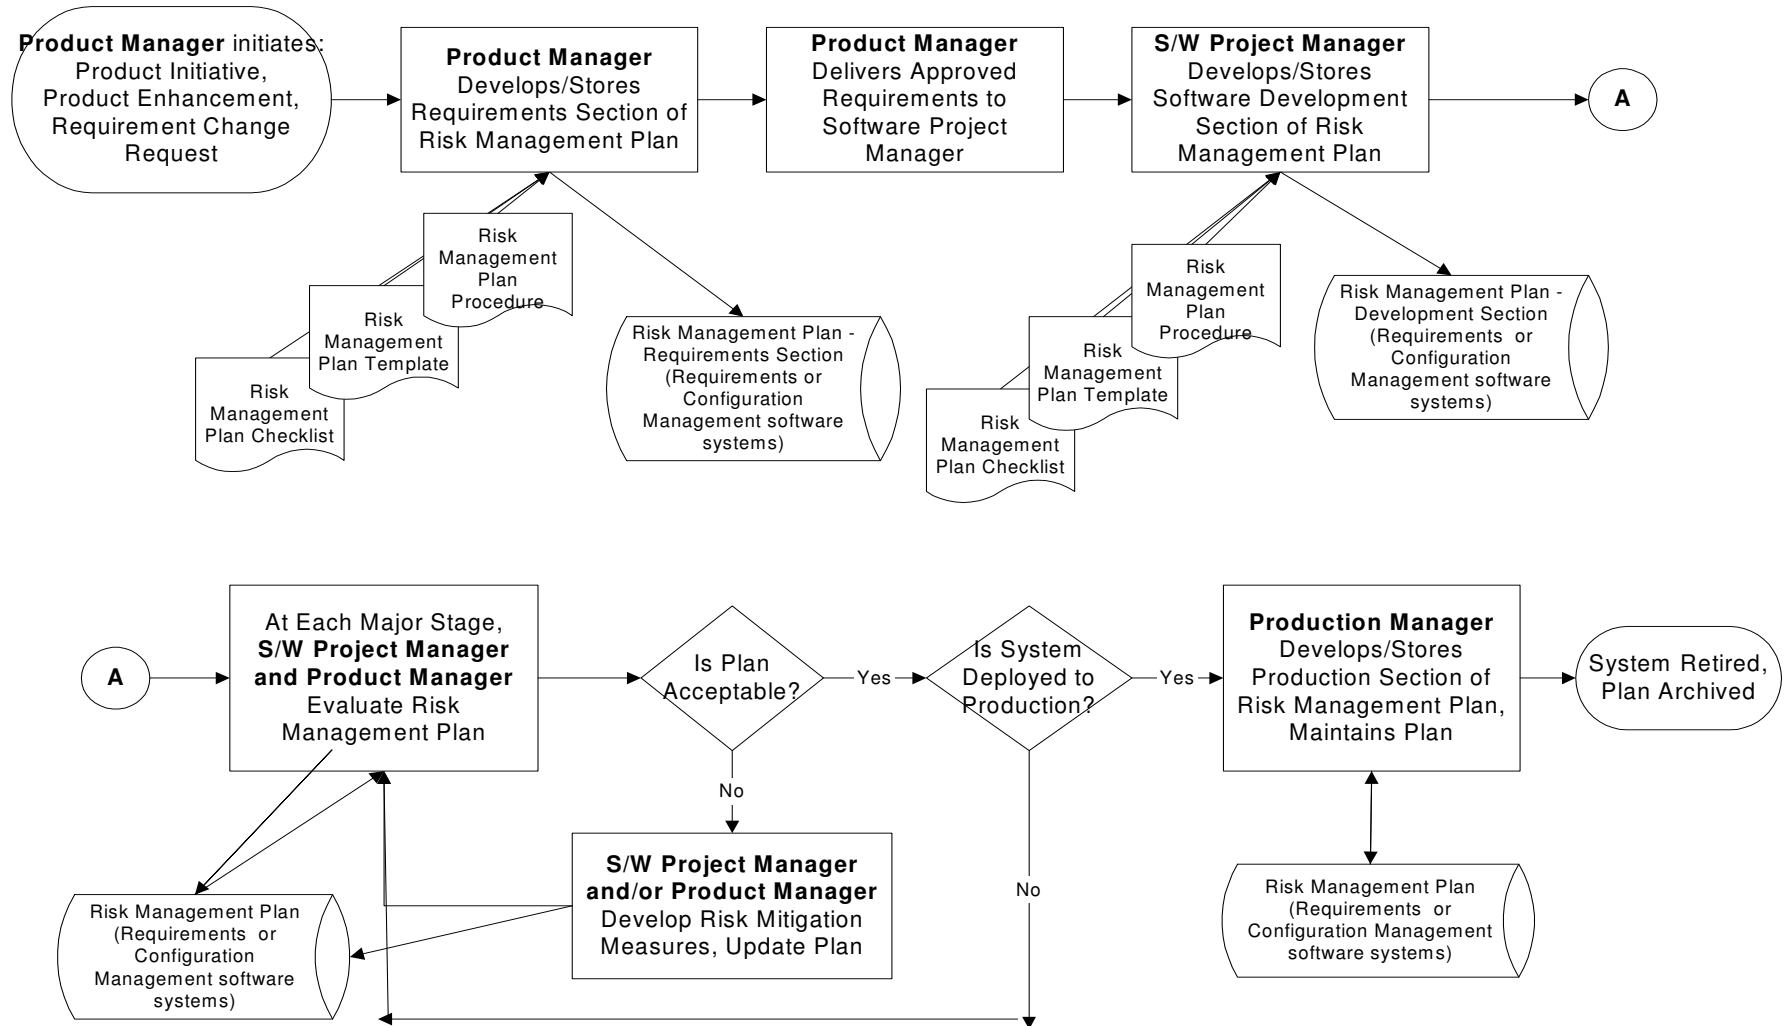 Product Manager initiates:
Product Initiative,
Product Enhancement,
Requirement Change
Request
Product Manager
Develops/Stores
Requirements Section of
Risk Management Plan
Product Manager
Delivers Approved
Requirements to
Software Project
Manager
S/W Project Manager
Develops/Stores
Software Development
Section of Risk
Management Plan
A
Risk
Management
Plan
Procedure
Risk
Management
Plan Template
Risk
Management
Plan Checklist
Risk Management Plan -
Requirements Section
(Requirements or
Configuration
Management software
systems)
Risk
Management
Plan
Procedure
Risk
Management
Plan Template
Risk
Management
Plan Checklist
Risk Management Plan -
Development Section
(Requirements or
Configuration
Management software
systems)
A
At Each Major Stage,
S/W Project Manager
and Product Manager
Evaluate Risk
Management Plan
Is Plan
Acceptable?
Yes
Is System
Deployed to
Production?
Yes
Production Manager
Develops/Stores
Production Section of
Risk Management Plan,
Maintains Plan
System Retired,
Plan Archived
No
S/W Project Manager
and/or Product Manager
Develop Risk Mitigation
Measures, Update Plan
No
Risk Management Plan
(Requirements or
Configuration
Management software
systems)
Risk Management Plan
(Requirements or
Configuration Management
software systems)